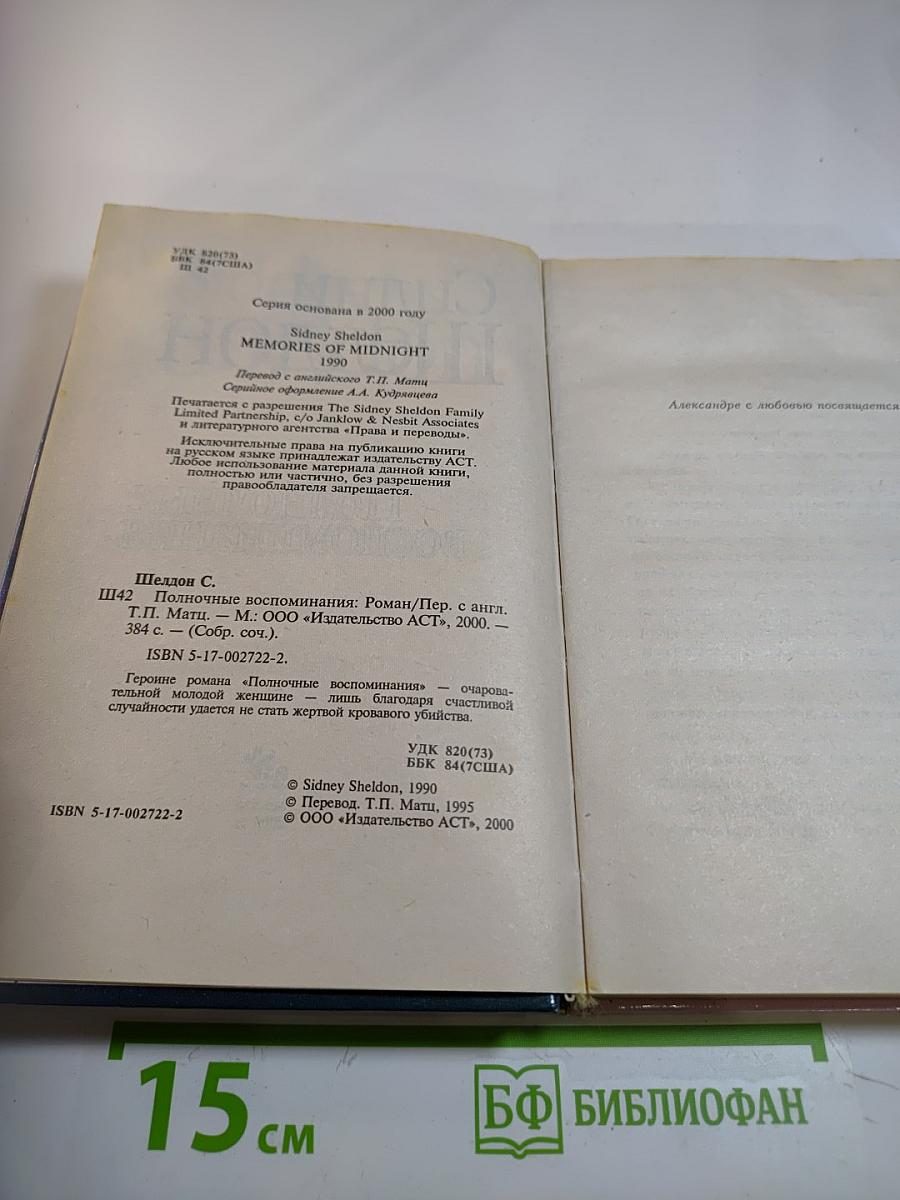 УДК 820(73)
ББК 84(7США)
Ш 42
Серия основана в 2000 году
Sidney Sheldon
MEMORIES OF MIDNIGHT
1990
Перевод с английского Т.П. Матц
Серийное оформление А.А. Кудрявцева
Печатается с разрешения The Sidney Sheldon Family
Limited Partnership, c/o Janklow & Nesbit Associates
и литературного агентства «Права и переводы».
Исключительные права на публикацию книги
на русском языке принадлежат издательству АСТ.
Любое использование материала данной книги,
полностью или частично, без разрешения
правообладателя запрещается.
Шелдон С.
Ш42 Полночные воспоминания: Роман/Пер. с англ.
Т.П. Матц. — М.: ООО «Издательство АСТ», 2000. —
384 с. — (Собр. соч.).
ISBN 5-17-002722-2.
Героине романа «Полночные воспоминания» — очарова-
тельной молодой женщине — лишь благодаря счастливой
случайности удается не стать жертвой кровавого убийства.
УДК 820(73)
ББК 84(7США)
© Sidney Sheldon, 1990
© Перевод. Т.П. Матц, 1995
© ООО «Издательство АСТ», 2000
ISBN 5-17-002722-2
Александре с любовью посвящается
15 см
БФ БИБЛИОФАН